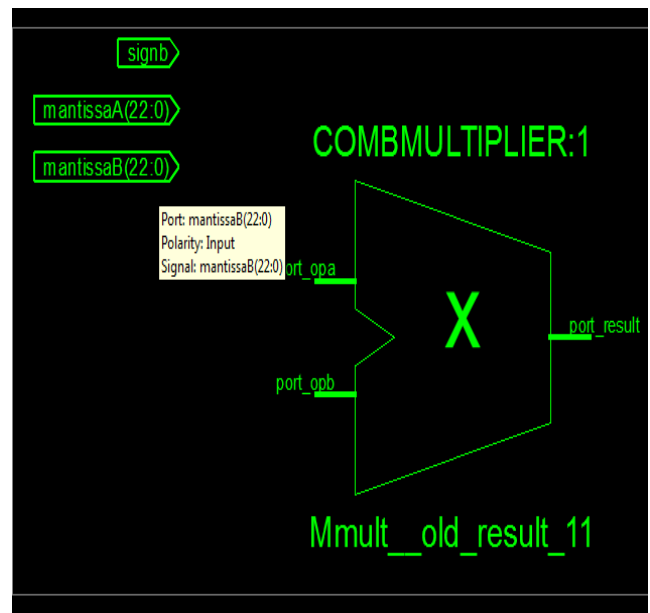 signb
mantissaA(22:0)
COMBMULTIPLIER:1
mantissaB(22:0)
Port: mantissaB(22:0)
Polarity: Input
Signal: mantissaB(22:0)
ort_opa
X
port_result
port_opb
Mmult__old_result_11